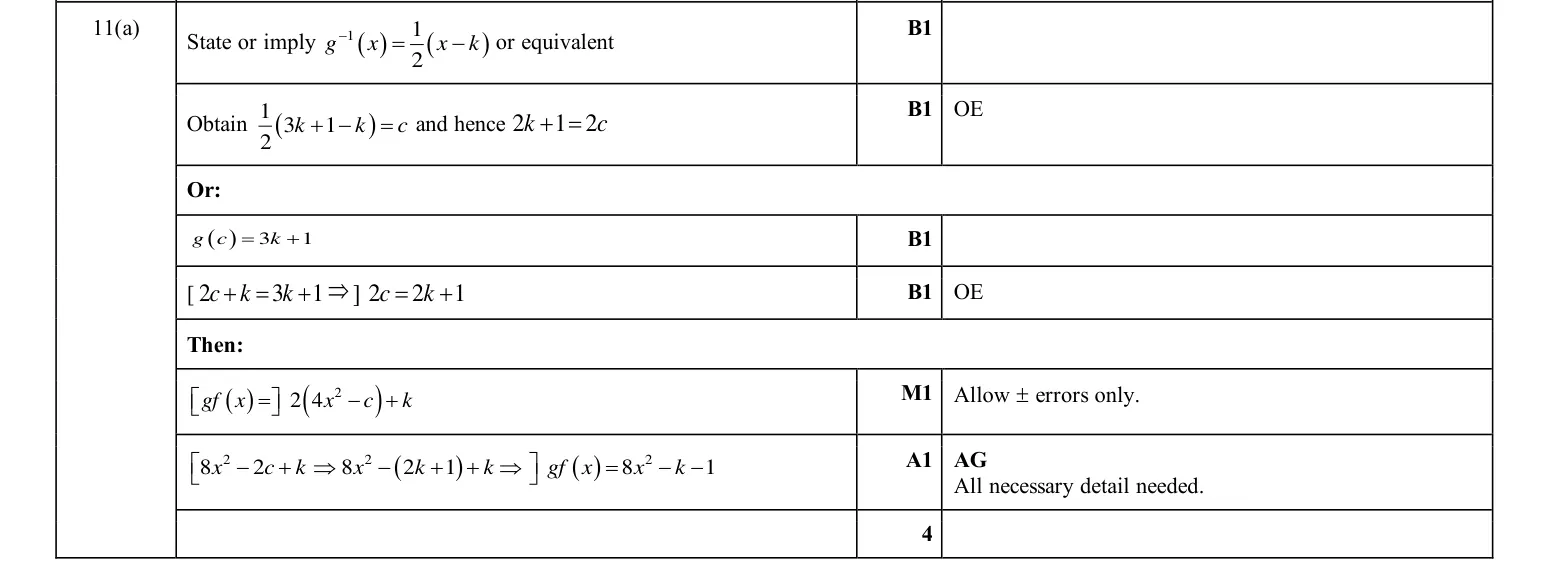 11(a)
State or imply g⁻¹(x) = 1/2 (x − k) or equivalent B1
Obtain 1/2 (3k + 1 − k) = c and hence 2k + 1 = 2c B1 OE
Or:
g(c) = 3k + 1 B1
[ 2c + k = 3k + 1 ⇒ ] 2c = 2k + 1 B1 OE
Then:
[gf(x) =] 2(4x² − c) + k M1 Allow ± errors only.
[8x² − 2c + k ⇒ 8x² − (2k + 1) + k ⇒ ] gf(x) = 8x² − k − 1 A1 AG
All necessary detail needed.
4